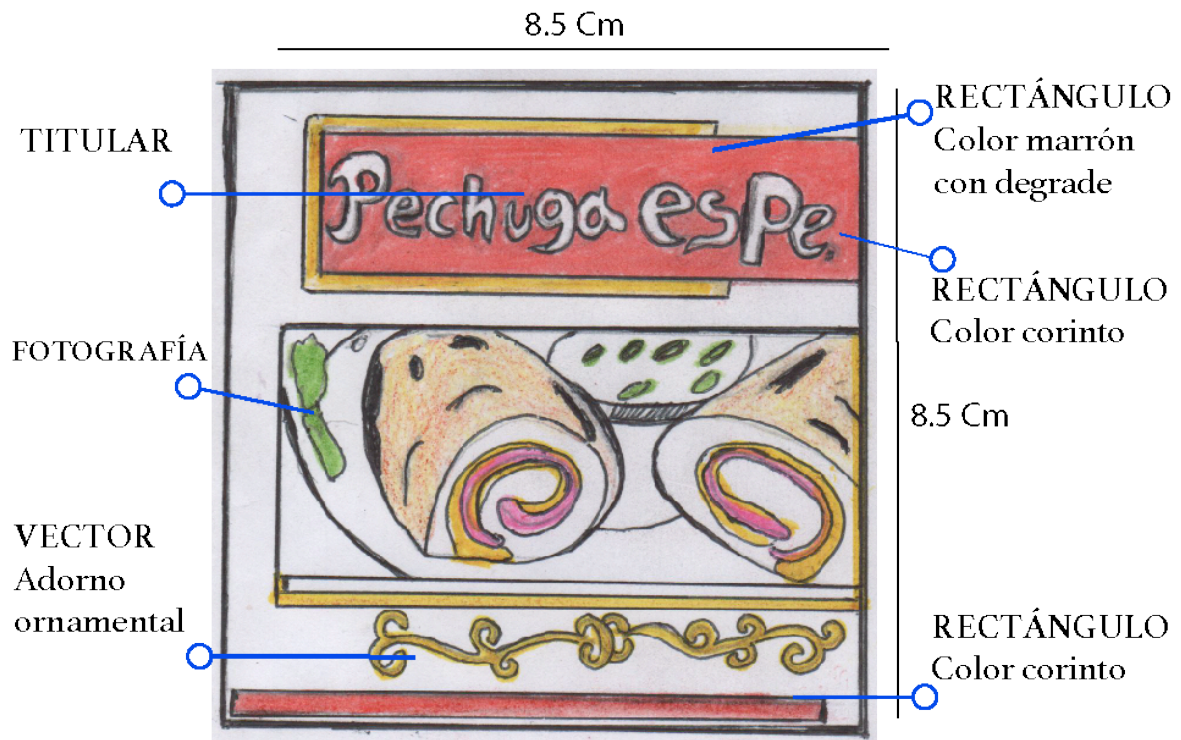 8.5 Cm
TITULAR
RECTÁNGULO
Color marrón
con degrade
Pechuga espe.
RECTÁNGULO
Color corinto
FOTOGRAFÍA
8.5 Cm
VECTOR
Adorno
ornamental
RECTÁNGULO
Color corinto